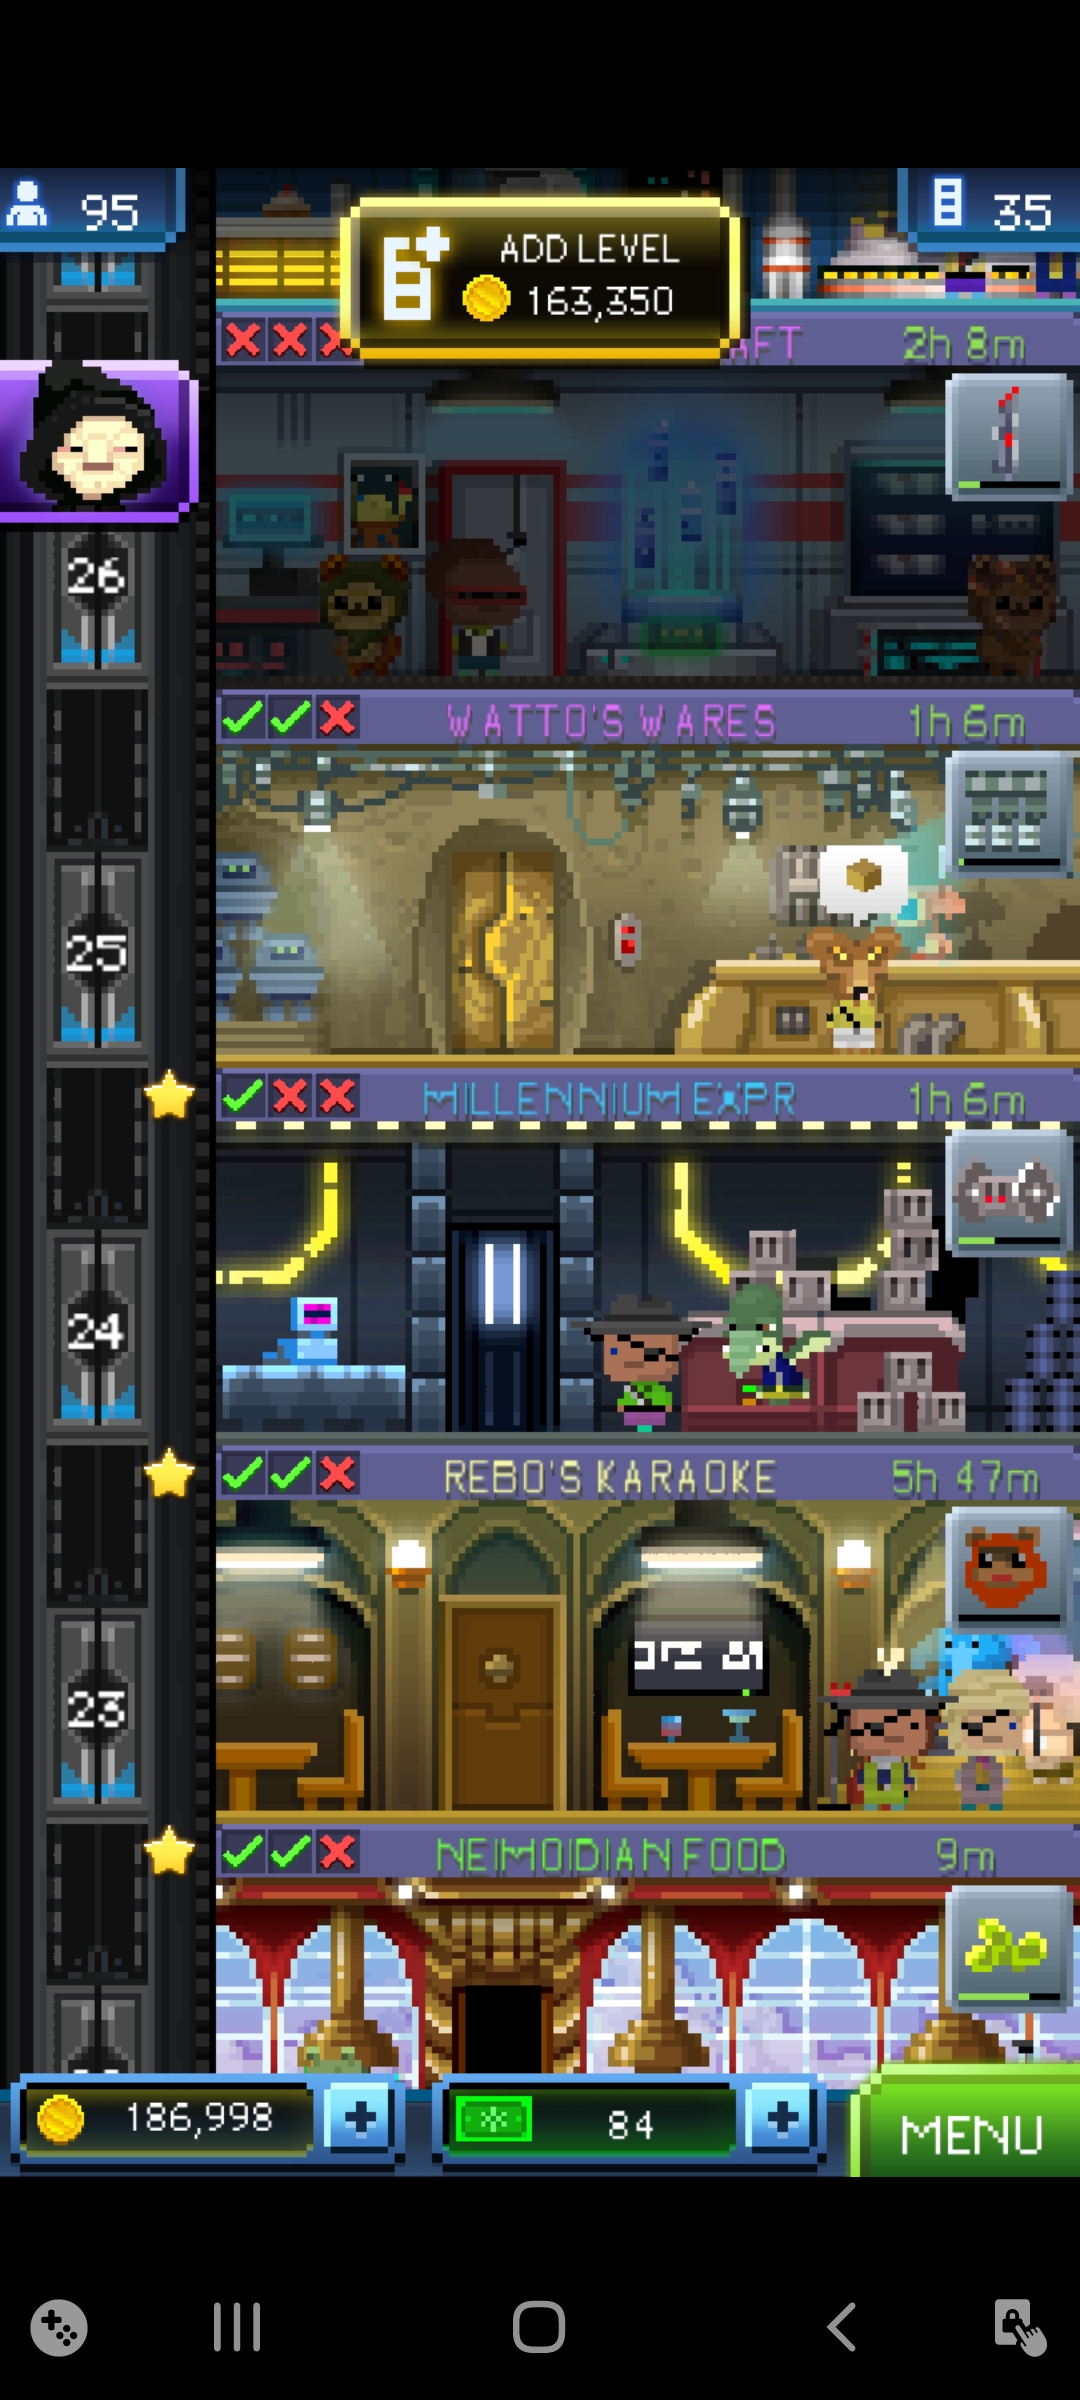 95
ADD LEVEL
163,350
35
AFT
2h 8m
26
WATTO'S WARES
1h 6m
25
MILLENNIUM EXPR
1h 6m
24
REBO'S KARAOKE
5h 47m
23
NEIMOIDIAN FOOD
9m
186,998
84
MENU